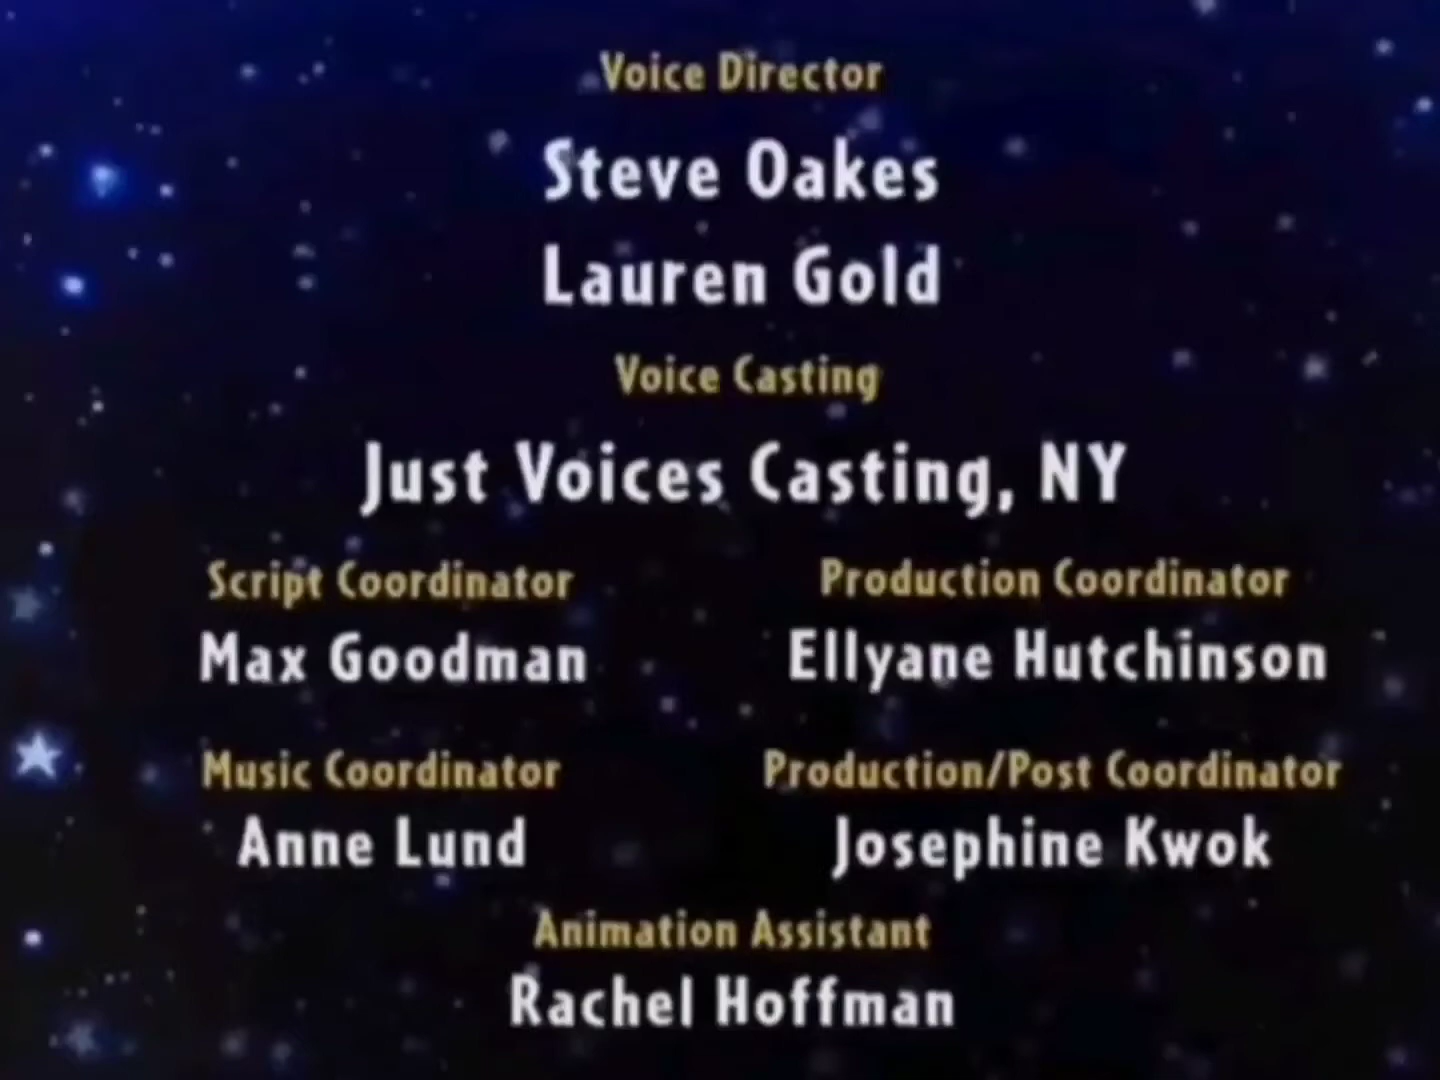 Voice Director
Steve Oakes
Lauren Gold
Voice Casting
Just Voices Casting, NY
Script Coordinator
Max Goodman
Production Coordinator
Ellyane Hutchinson
Music Coordinator
Anne Lund
Production/Post Coordinator
Josephine Kwok
Animation Assistant
Rachel Hoffman